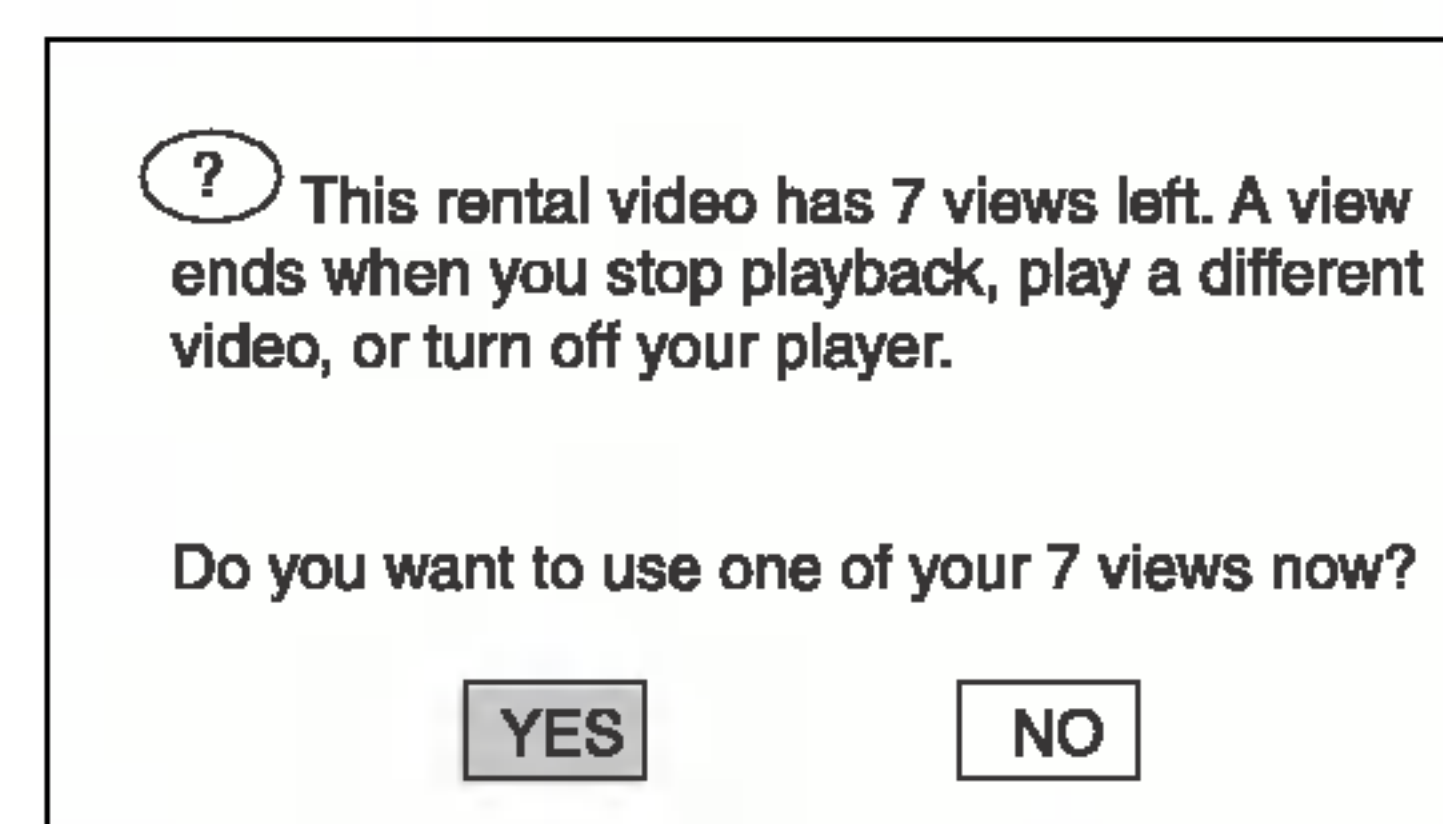 ? This rental video has 7 views left. A view
ends when you stop playback, play a different
video, or turn off your player.
Do you want to use one of your 7 views now?
YES NO